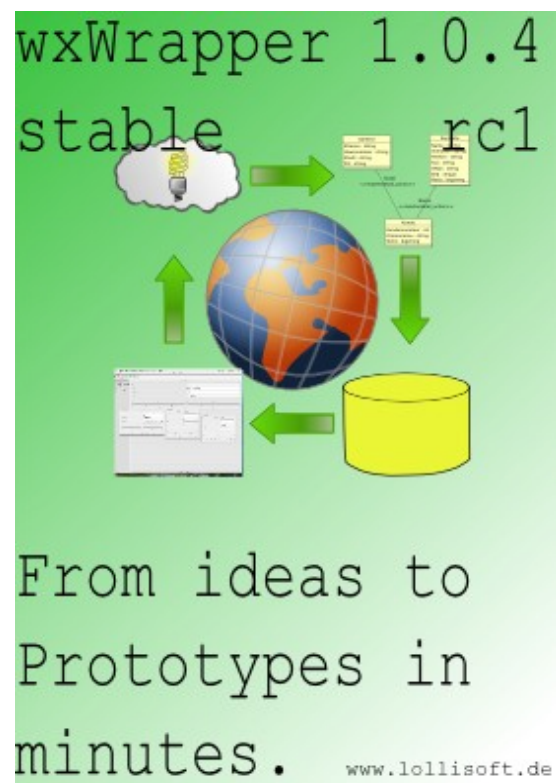 wxWrapper 1.0.4
stable rc1
From ideas to
Prototypes in
minutes.
www.lollisoft.de